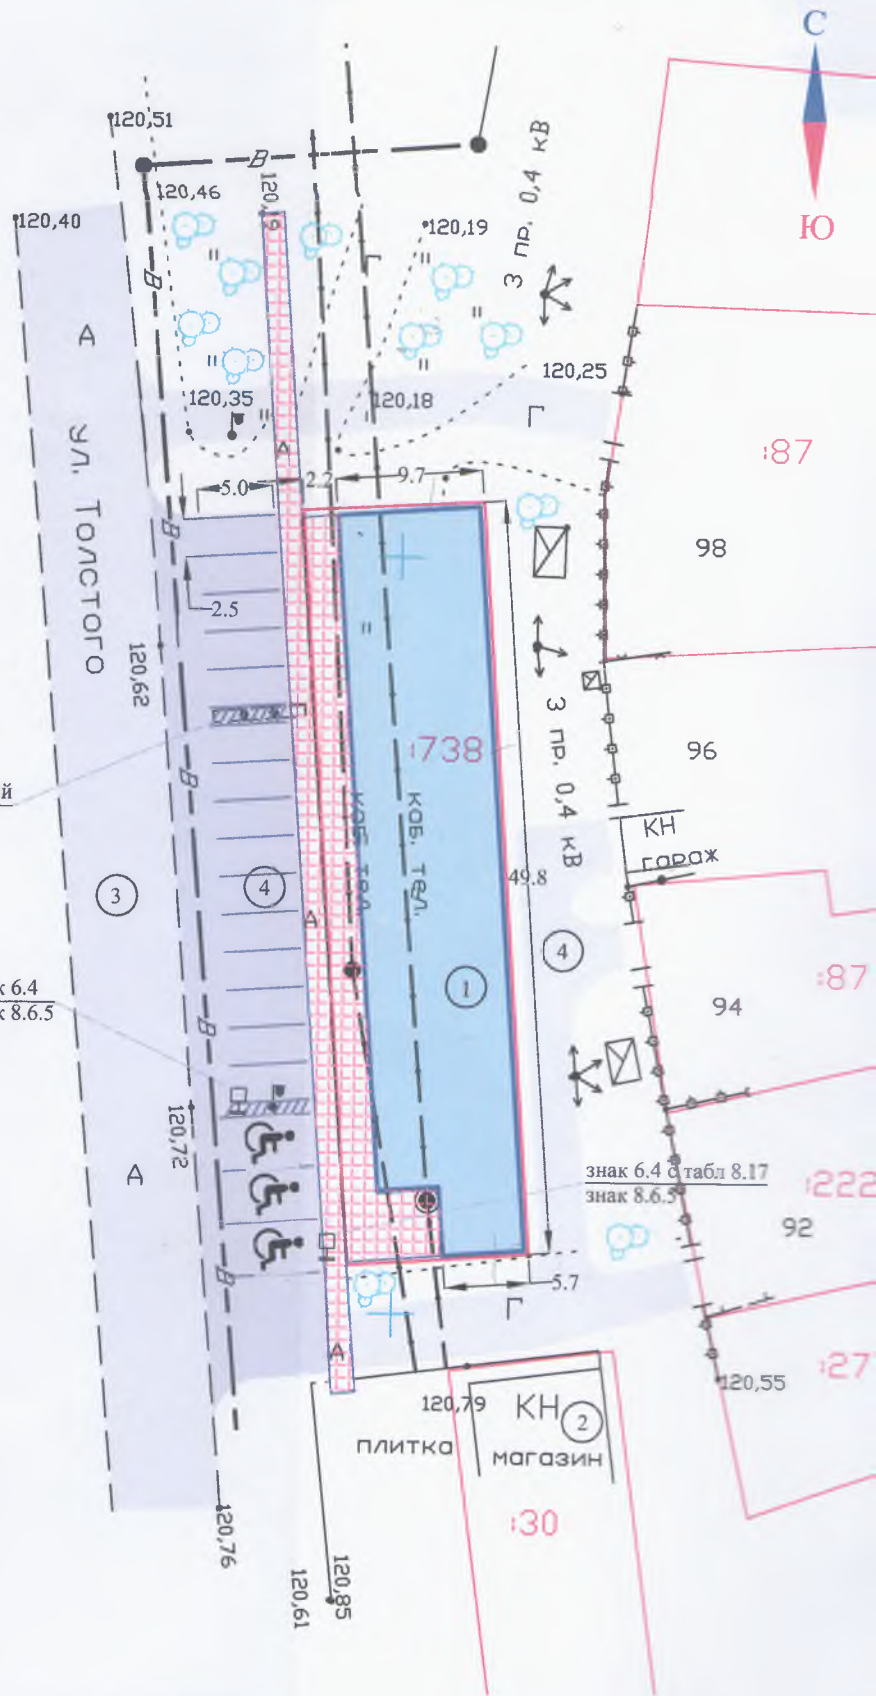 С
Ю
120,51
В
120,46
120,19
120,40
120,19
3 пр. 0,4 кВ
В
Г
А
120,25
120,35
120,18
Г
:87
ул. Толстого
А
5.0
2.2
9.7
98
В
2.5
120,62
:738
96
3 пр. 0,4 кВ
й
В
каб. тел.
каб. тел.
КН
гараж
3
4
49.8
А
4
1
:87
94
к 6.4
к 8.6.5
В
120,72
А
знак 6.4 с табл 8.17
знак 8.6.5
:222
92
В
5.7
Г
А
120,79
КН
2
магазин
плитка
120,55
:27
:30
120,76
120,85
120,61